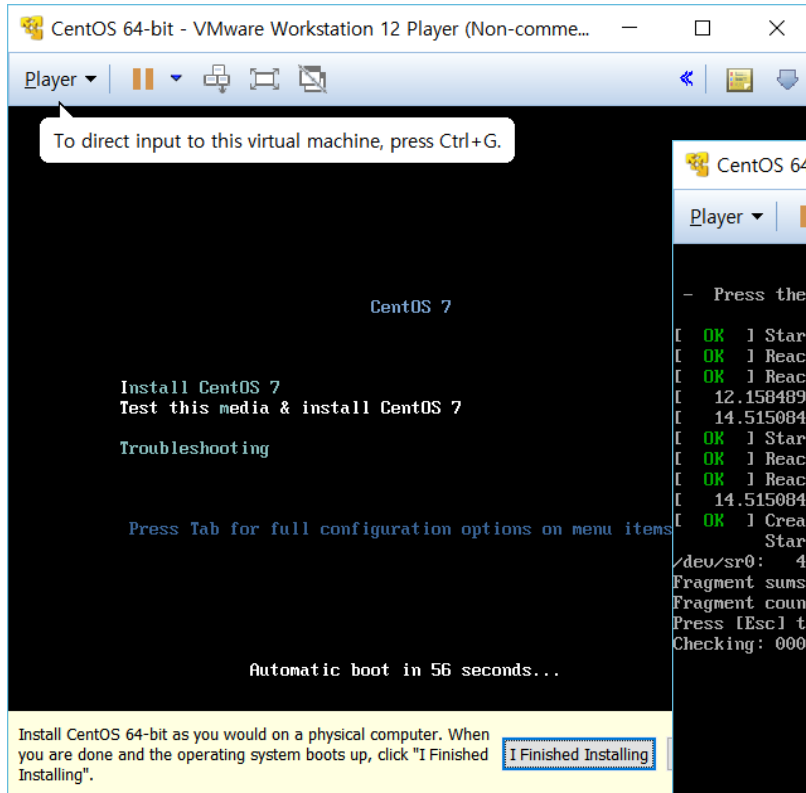 CentOS 64-bit - VMware Workstation 12 Player (Non-comme...
Player
To direct input to this virtual machine, press Ctrl+G.
CentOS 7
Install CentOS 7
Test this media & install CentOS 7
Troubleshooting
Press Tab for full configuration options on menu items
Automatic boot in 56 seconds...
Install CentOS 64-bit as you would on a physical computer. When
you are done and the operating system boots up, click "I Finished
Installing".
I Finished Installing
CentOS 64
Player
- Press the
[ OK ] Star
[ OK ] Reac
[ OK ] Reac
[ 12.158489
[ 14.515084
[ OK ] Star
[ OK ] Reac
[ OK ] Reac
[ 14.515084
[ OK ] Crea
Star
/dev/sr0: 4
Fragment sums
Fragment coun
Press [Esc] t
Checking: 000